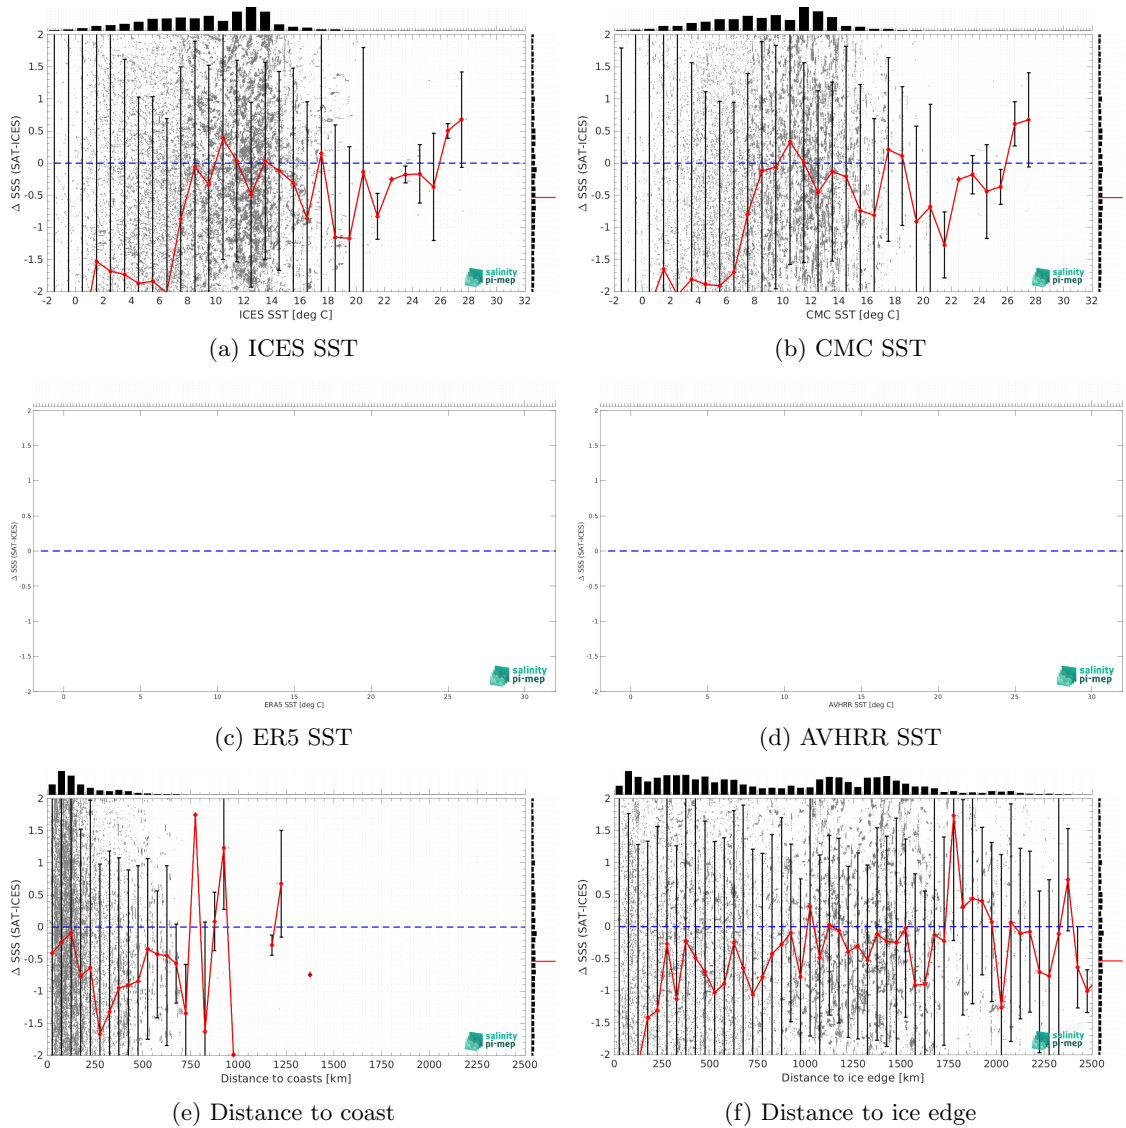 2
1.5
1
0.5
0
-0.5
-1
-1.5
-2
Δ SSS (SAT-ICES)
-2 0 2 4 6 8 10 12 14 16 18 20 22 24 26 28 30 32
ICES SST [deg C]
salinity
pi-mep
(a) ICES SST
2
1.5
1
0.5
0
-0.5
-1
-1.5
-2
Δ SSS (SAT-ICES)
-2 0 2 4 6 8 10 12 14 16 18 20 22 24 26 28 30 32
CMC SST [deg C]
salinity
pi-mep
(b) CMC SST
2
1.5
1
0.5
0
-0.5
-1
-1.5
-2
Δ SSS (SAT-ICES)
0 5 10 15 20 25 30
ERA5 SST [deg C]
salinity
pi-mep
(c) ER5 SST
2
1.5
1
0.5
0
-0.5
-1
-1.5
-2
Δ SSS (SAT-ICES)
0 5 10 15 20 25 30
AVHRR SST [deg C]
salinity
pi-mep
(d) AVHRR SST
2
1.5
1
0.5
0
-0.5
-1
-1.5
-2
Δ SSS (SAT-ICES)
0 250 500 750 1000 1250 1500 1750 2000 2250 2500
Distance to coasts [km]
salinity
pi-mep
(e) Distance to coast
2
1.5
1
0.5
0
-0.5
-1
-1.5
-2
Δ SSS (SAT-ICES)
0 250 500 750 1000 1250 1500 1750 2000 2250 2500
Distance to ice edge [km]
salinity
pi-mep
(f) Distance to ice edge